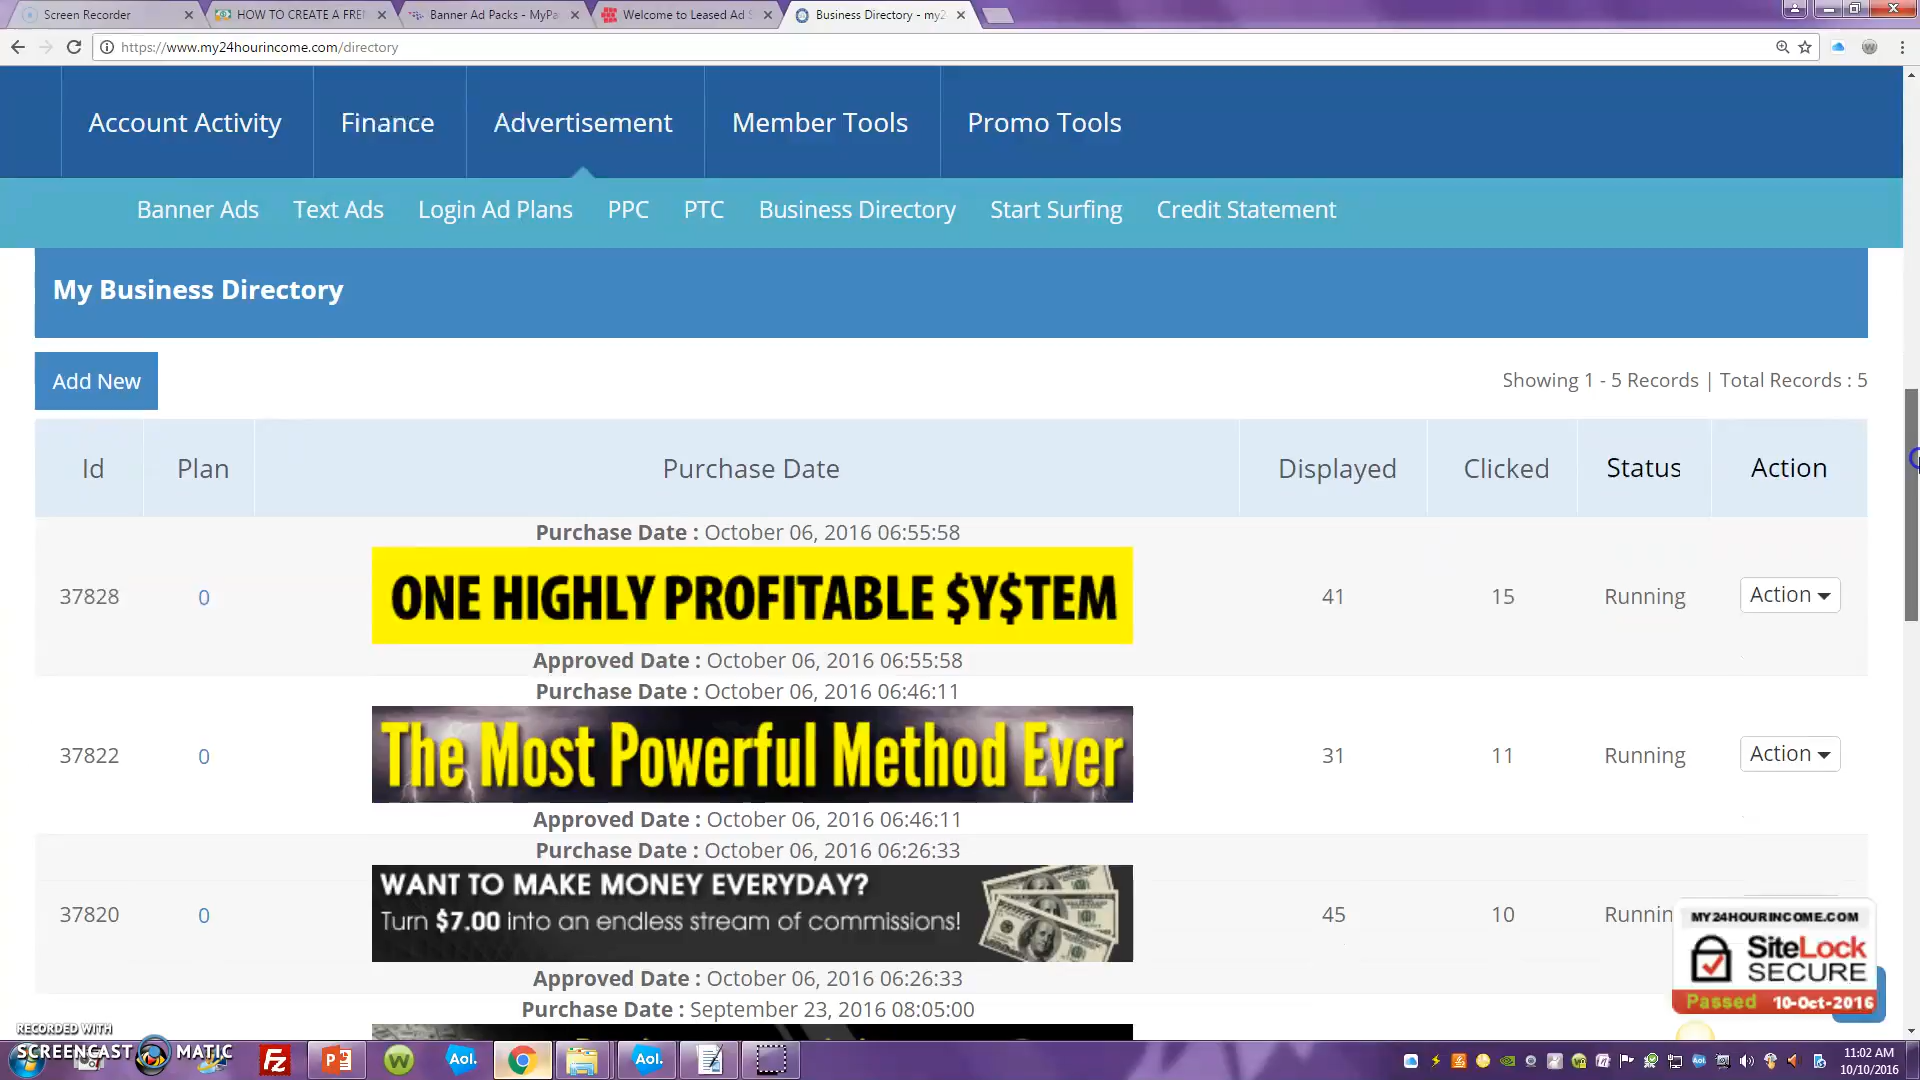 Screen Recorder
HOW TO CREATE A FREE
Banner Ad Packs - MyPa
Welcome to Leased Ad S
Business Directory - my2
https://www.my24hourincome.com/directory
Account Activity
Finance
Advertisement
Member Tools
Promo Tools
Banner Ads
Text Ads
Login Ad Plans
PPC
PTC
Business Directory
Start Surfing
Credit Statement
My Business Directory
Add New
Showing 1 - 5 Records | Total Records : 5
Id
Plan
Purchase Date
Displayed
Clicked
Status
Action
Purchase Date : October 06, 2016 06:55:58
37828
0
ONE HIGHLY PROFITABLE $Y$TEM
41
15
Running
Action
Approved Date : October 06, 2016 06:55:58
Purchase Date : October 06, 2016 06:46:11
37822
0
The Most Powerful Method Ever
31
11
Running
Action
Approved Date : October 06, 2016 06:46:11
Purchase Date : October 06, 2016 06:26:33
37820
0
WANT TO MAKE MONEY EVERYDAY?
Turn $7.00 into an endless stream of commissions!
45
10
Runnin
Approved Date : October 06, 2016 06:26:33
Purchase Date : September 23, 2016 08:05:00
MY24HOURINCOME.COM
SiteLock
SECURE
Passed 10-Oct-2016
RECORDED WITH
SCREENCAST MATIC
Fz
Aol.
Aol.
11:02 AM
10/10/2016